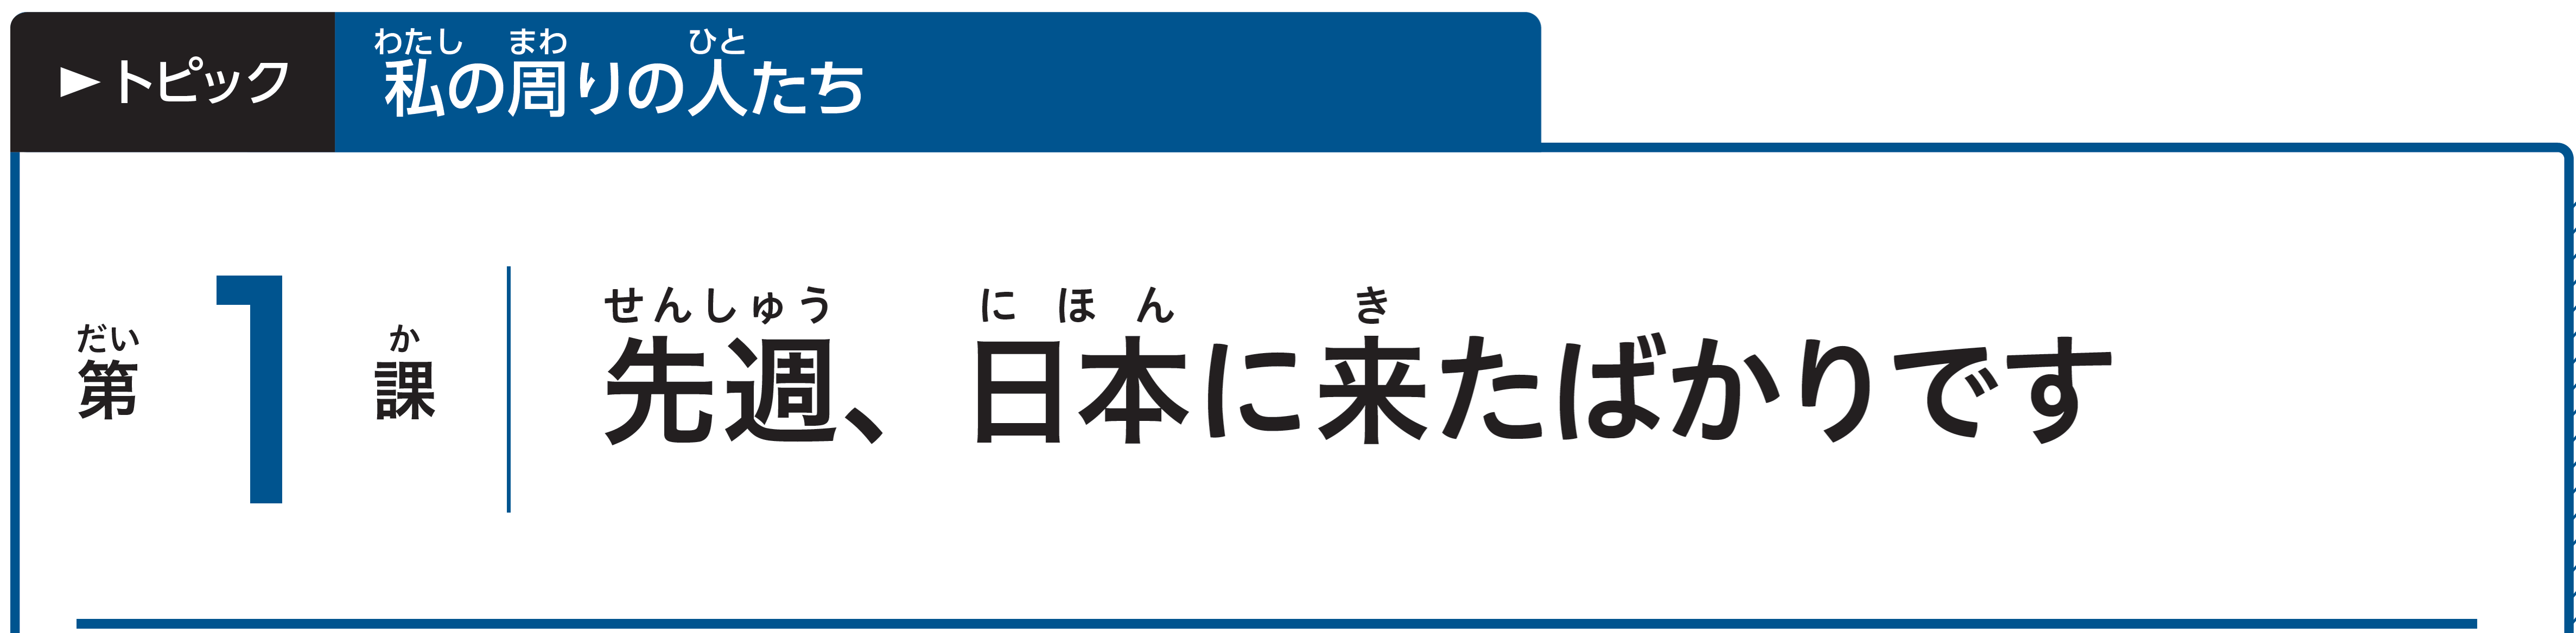 ▶トピック
わたし まわ ひと
私の周りの人たち
せんしゅう にほん き
だい か
第1課 先週、日本に来たばかりです